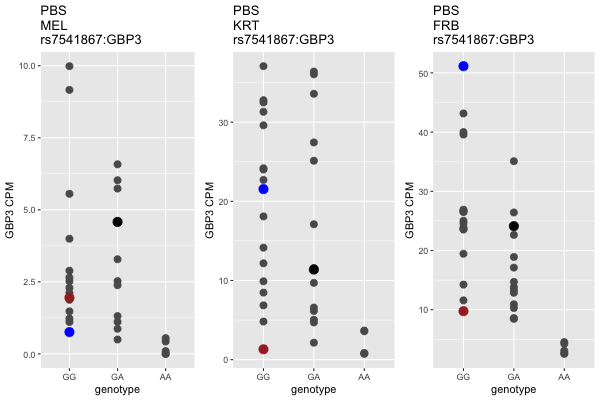 PBS
MEL
rs7541867:GBP3
GBP3 CPM
10.0
7.5
5.0
2.5
0.0
GG GA AA
genotype
PBS
KRT
rs7541867:GBP3
GBP3 CPM
30
20
10
0
GG GA AA
genotype
PBS
FRB
rs7541867:GBP3
GBP3 CPM
50
40
30
20
10
GG GA AA
genotype